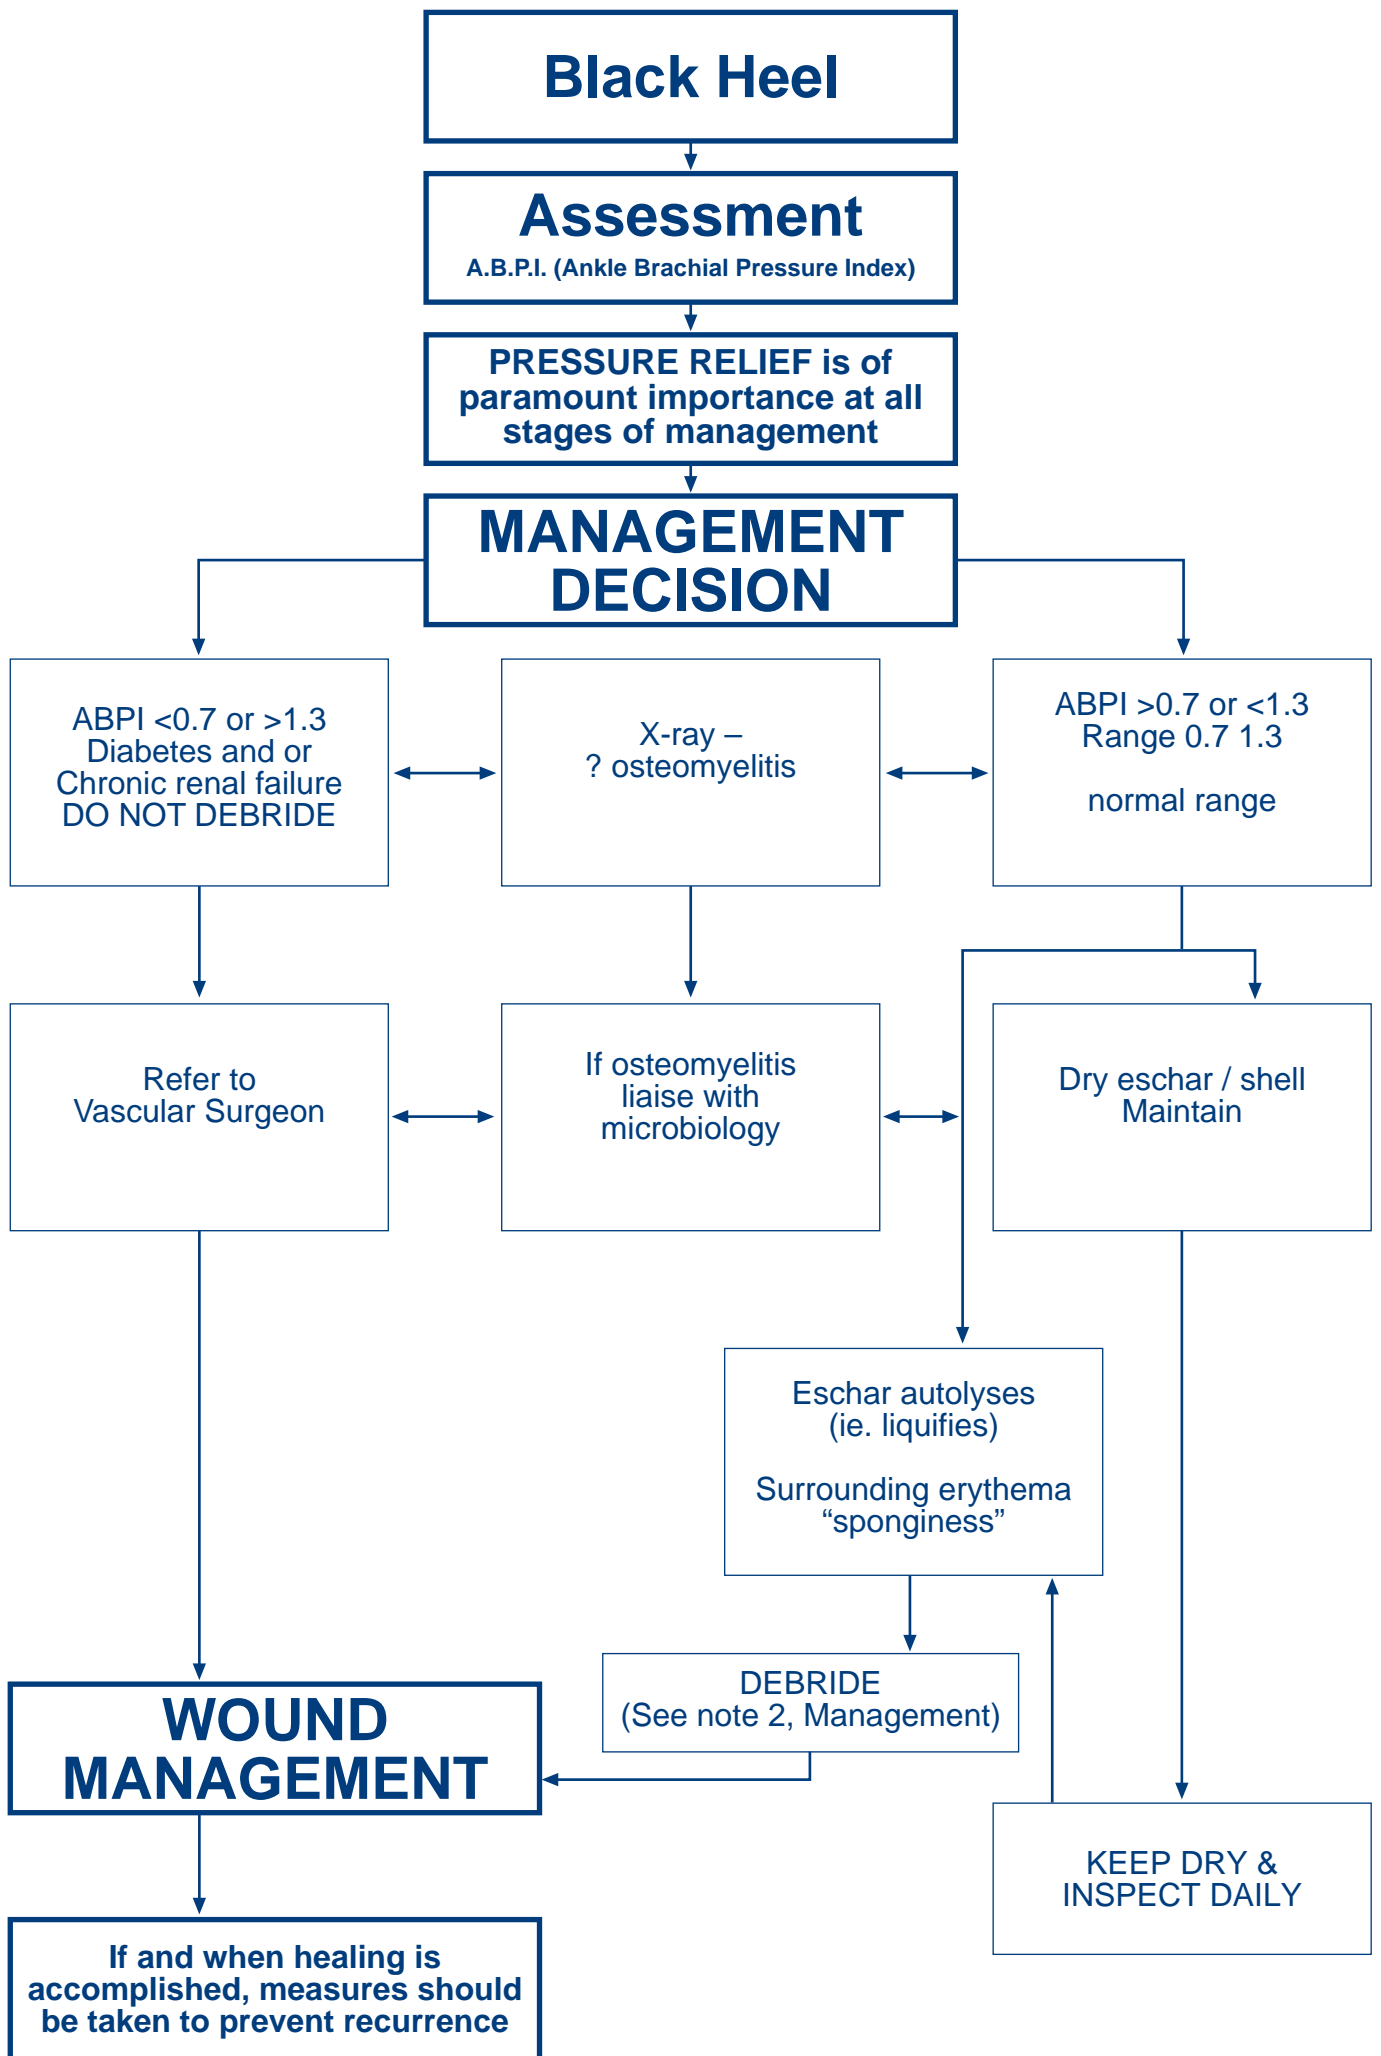 Black Heel
Assessment
A.B.P.I. (Ankle Brachial Pressure Index)
PRESSURE RELIEF is of
paramount importance at all
stages of management
MANAGEMENT
DECISION
ABPI <0.7 or >1.3
Diabetes and or
Chronic renal failure
DO NOT DEBRIDE
X-ray –
? osteomyelitis
ABPI >0.7 or <1.3
Range 0.7 1.3
normal range
Refer to
Vascular Surgeon
If osteomyelitis
liaise with
microbiology
Dry eschar / shell
Maintain
Eschar autolyses
(ie. liquifies)
Surrounding erythema
“sponginess”
DEBRIDE
(See note 2, Management)
WOUND
MANAGEMENT
KEEP DRY &
INSPECT DAILY
If and when healing is
accomplished, measures should
be taken to prevent recurrence